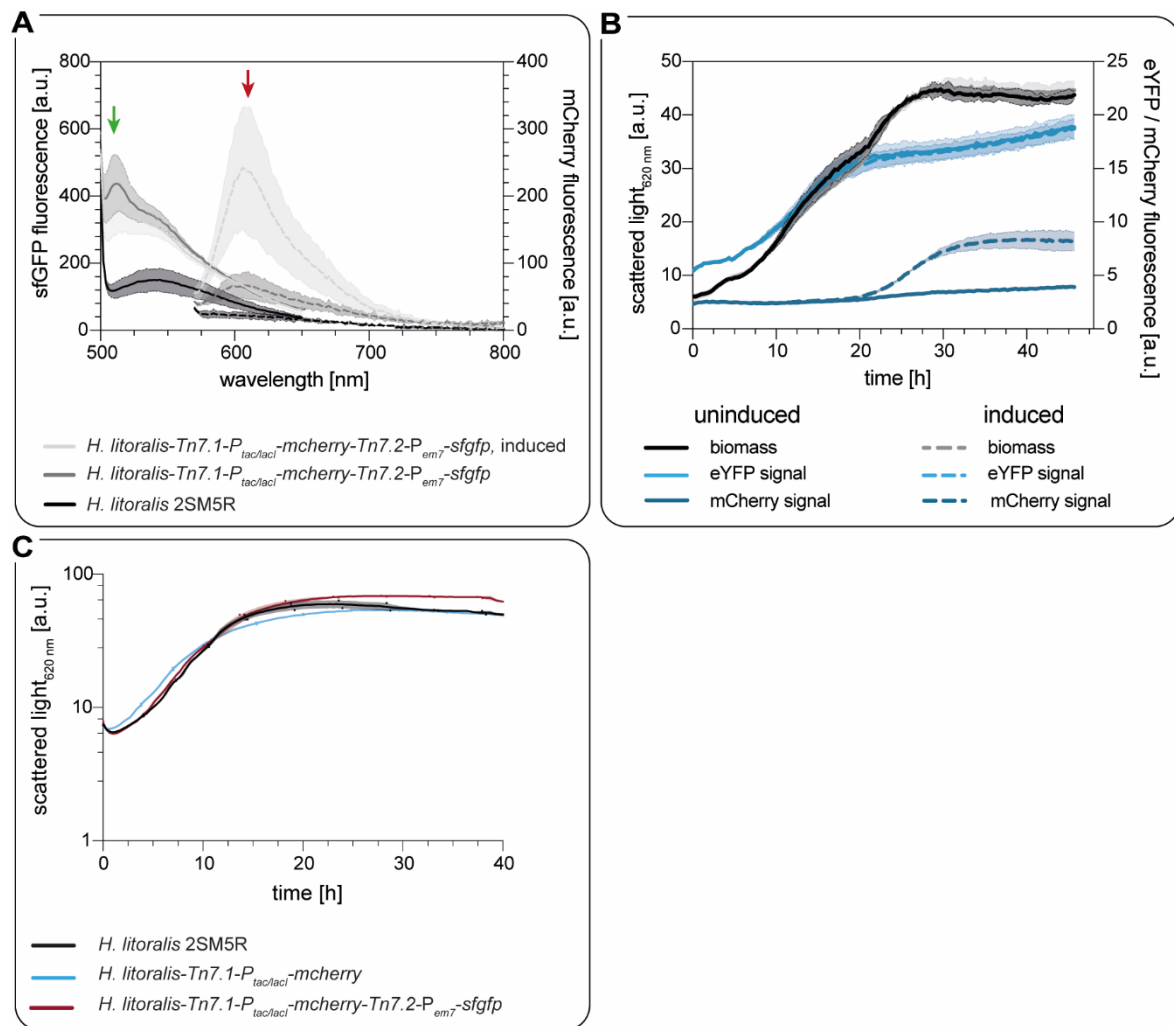 A
800
600
400
200
0
sfGFP fluorescence [a.u.]
400
300
200
100
0
mCherry fluorescence [a.u.]
500 600 700 800
wavelength [nm]
H. litoralis-Tn7.1-Ptac/lacI-mcherry-Tn7.2-Pem7-sfgfp, induced
H. litoralis-Tn7.1-Ptac/lacI-mcherry-Tn7.2-Pem7-sfgfp
H. litoralis 2SM5R
B
50
40
30
20
10
0
scattered light620 nm [a.u.]
25
20
15
10
5
0
eYFP / mCherry fluorescence [a.u.]
0 10 20 30 40
time [h]
uninduced induced
biomass biomass
eYFP signal eYFP signal
mCherry signal mCherry signal
C
100
10
1
scattered light620 nm [a.u.]
0 10 20 30 40
time [h]
H. litoralis 2SM5R
H. litoralis-Tn7.1-Ptac/lacI-mcherry
H. litoralis-Tn7.1-Ptac/lacI-mcherry-Tn7.2-Pem7-sfgfp